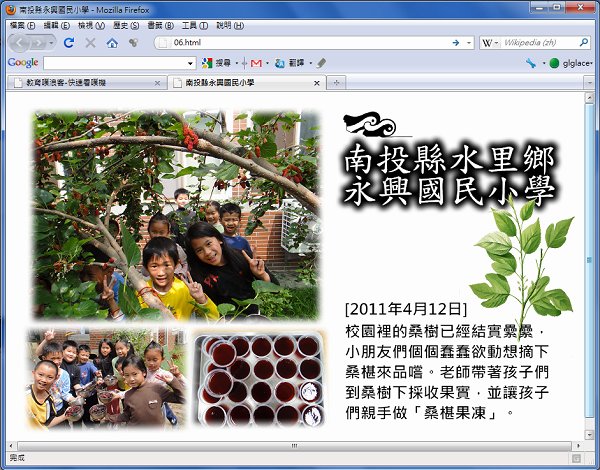 南投縣永興國民小學 - Mozilla Firefox
檔案(F) 編輯(E) 檢視(V) 歷史(S) 書籤(B) 工具(T) 說明(H)
06.html
Wikipedia (zh)
Google
搜尋
翻譯
glglace
教育噗浪客-快速看噗機
南投縣永興國民小學
南投縣水里鄉
永興國民小學
[2011年4月12日]
校園裡的桑樹已經結實纍纍，
小朋友們個個蠢蠢欲動想摘下
桑椹來品嚐。老師帶著孩子們
到桑樹下採收果實，並讓孩子
們親手做「桑椹果凍」。
完成